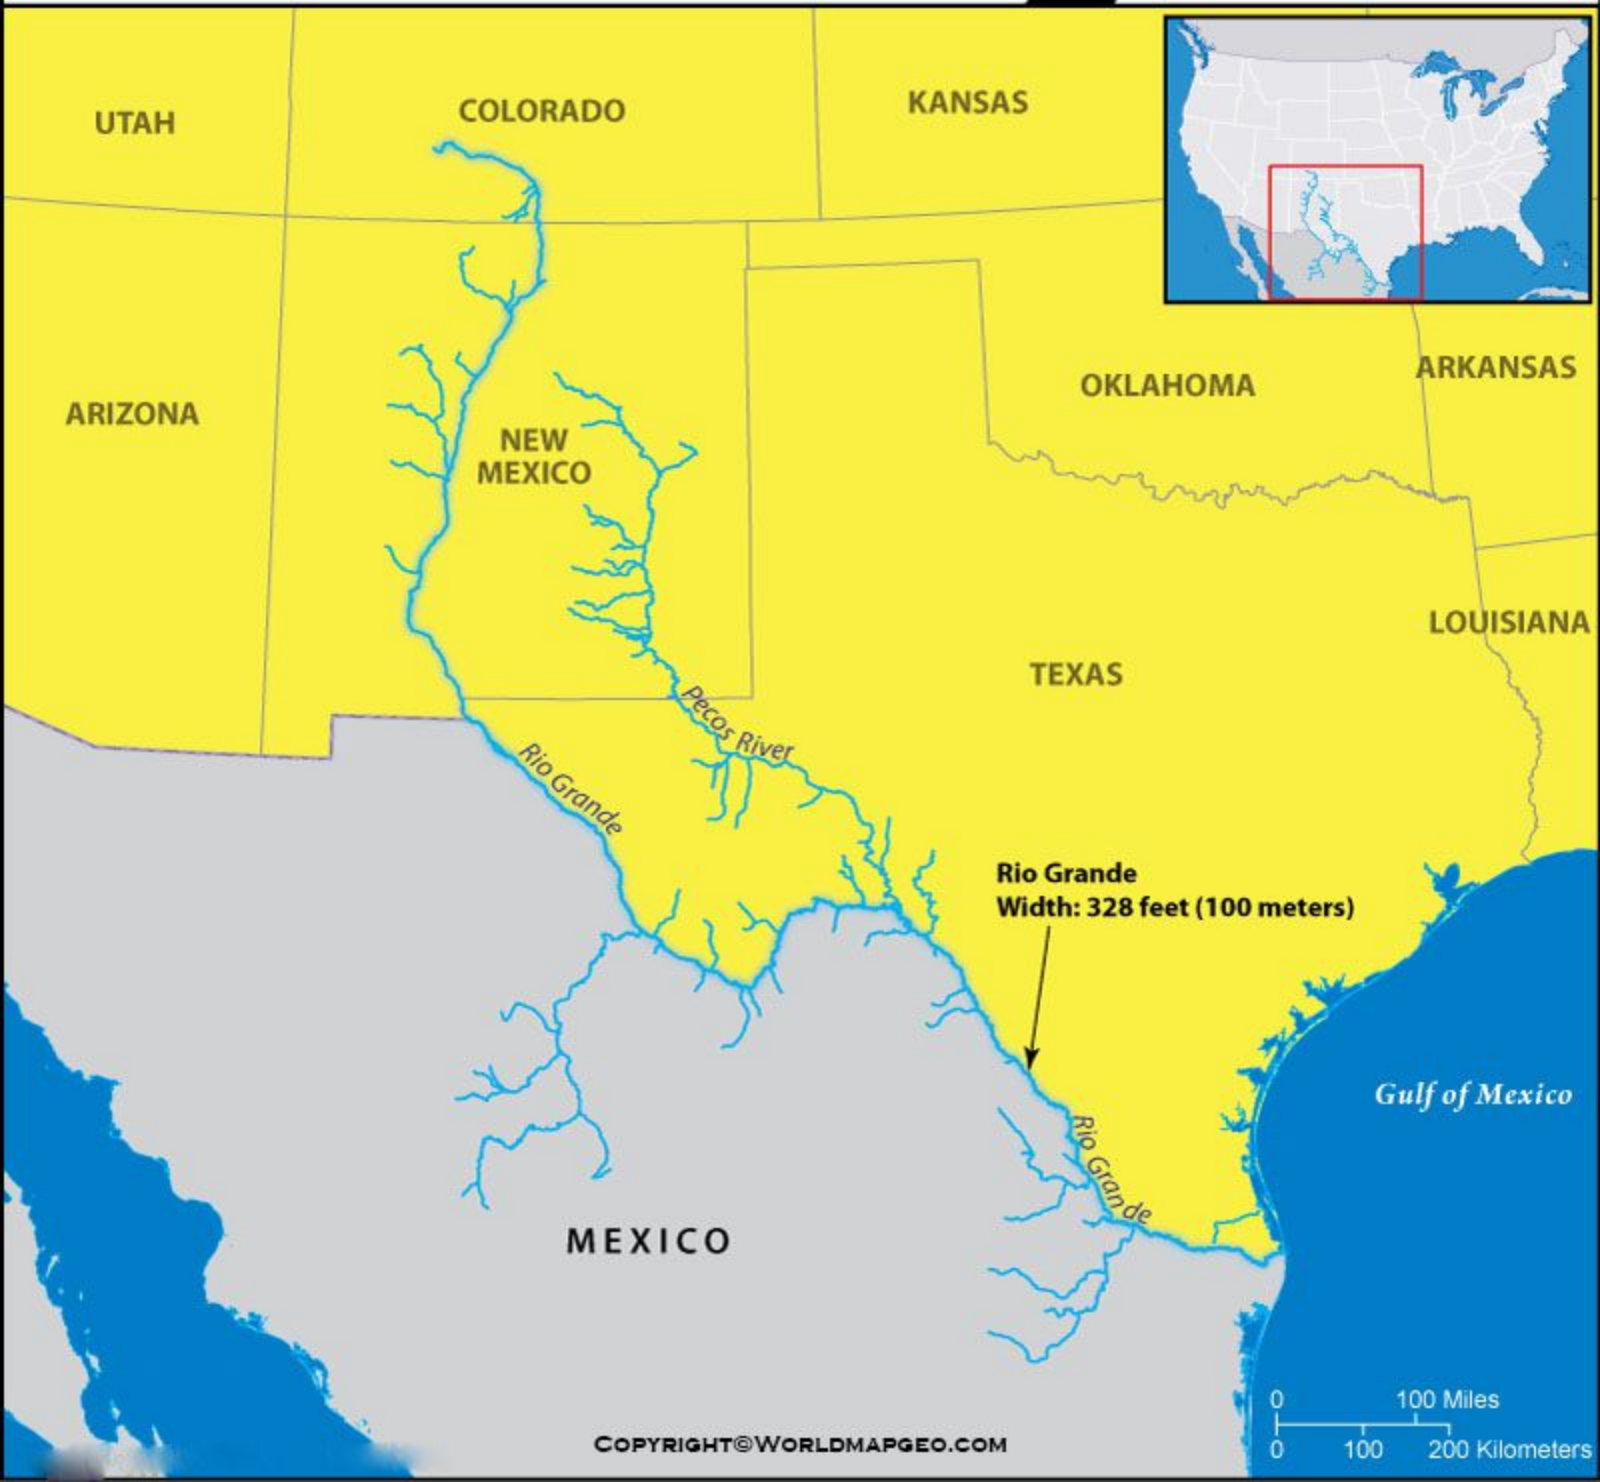 UTAH
COLORADO
KANSAS
ARIZONA
NEW
MEXICO
OKLAHOMA
ARKANSAS
LOUISIANA
TEXAS
Pecos River
Rio Grande
Rio Grande
Width: 328 feet (100 meters)
Rio Grande
Gulf of Mexico
MEXICO
0 100 Miles
0 100 200 Kilometers
COPYRIGHT©WORLDMAPGEO.COM